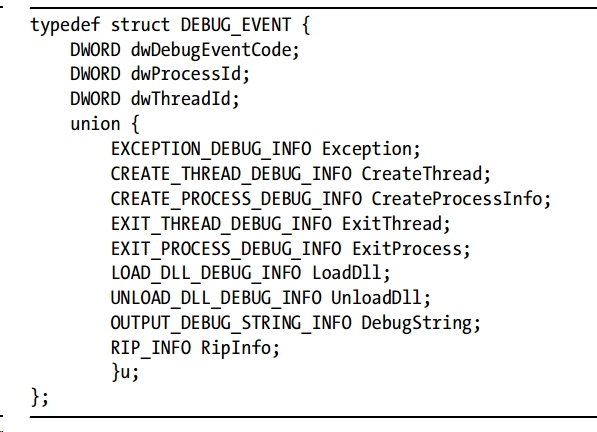 typedef struct DEBUG_EVENT {
    DWORD dwDebugEventCode;
    DWORD dwProcessId;
    DWORD dwThreadId;
    union {
        EXCEPTION_DEBUG_INFO Exception;
        CREATE_THREAD_DEBUG_INFO CreateThread;
        CREATE_PROCESS_DEBUG_INFO CreateProcessInfo;
        EXIT_THREAD_DEBUG_INFO ExitThread;
        EXIT_PROCESS_DEBUG_INFO ExitProcess;
        LOAD_DLL_DEBUG_INFO LoadDll;
        UNLOAD_DLL_DEBUG_INFO UnloadDll;
        OUTPUT_DEBUG_STRING_INFO DebugString;
        RIP_INFO RipInfo;
        }u;
};